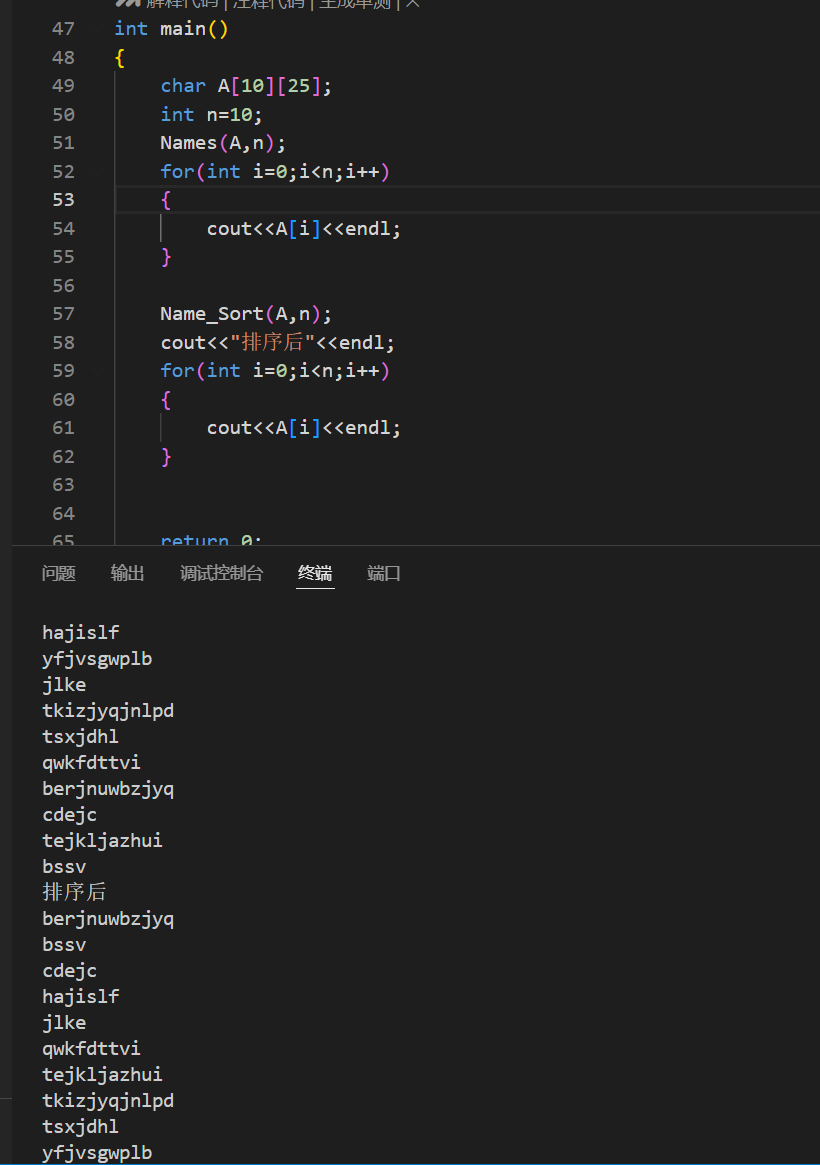 解释代码 | 注释代码 | 生成单测 | ×
47 int main()
48 {
49 char A[10][25];
50 int n=10;
51 Names(A,n);
52 for(int i=0;i<n;i++)
53 {
54 cout<<A[i]<<endl;
55 }
56
57 Name_Sort(A,n);
58 cout<<"排序后"<<endl;
59 for(int i=0;i<n;i++)
60 {
61 cout<<A[i]<<endl;
62 }
63
64
65 return 0;
问题 输出 调试控制台 终端 端口
hajislf
yfjvsgwplb
jlke
tkizjyqjnlpd
tsxjdhl
qwkfdttvi
berjnuwbzjyq
cdejc
tejkljazhui
bssv
排序后
berjnuwbzjyq
bssv
cdejc
hajislf
jlke
qwkfdttvi
tejkljazhui
tkizjyqjnlpd
tsxjdhl
yfjvsgwplb